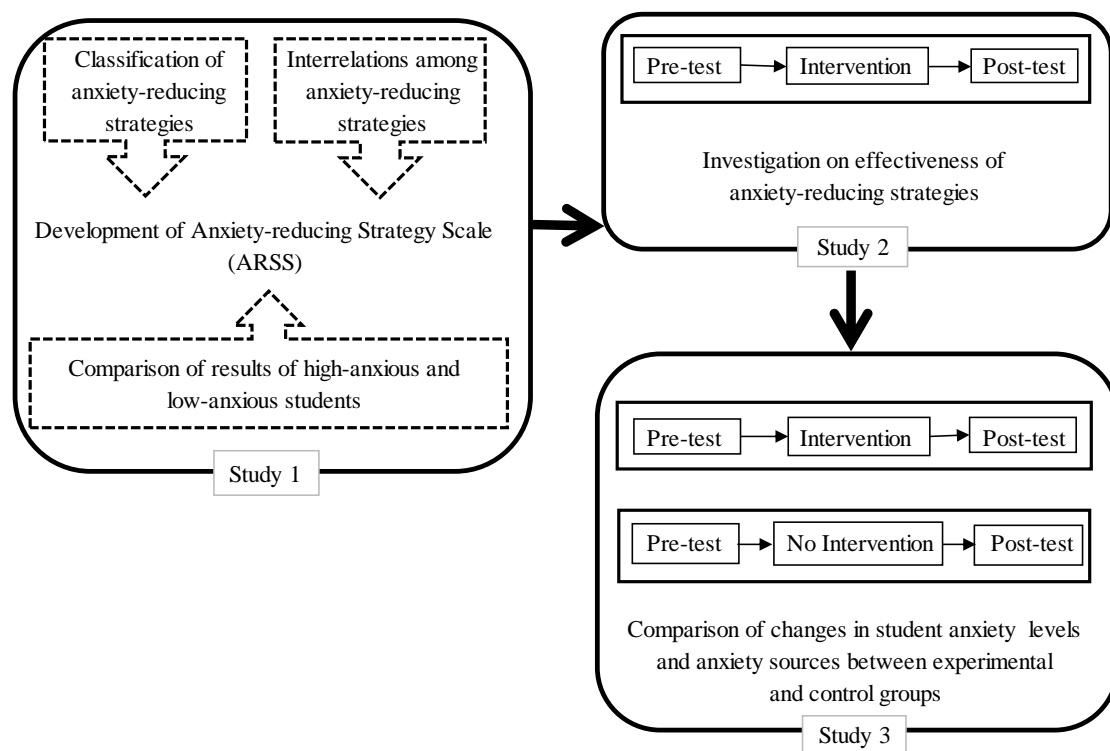 Classification of
anxiety-reducing
strategies
Interrelations among
anxiety-reducing
strategies
Development of Anxiety-reducing Strategy Scale
(ARSS)
Comparison of results of high-anxious and
low-anxious students
Study 1
Pre-test
Intervention
Post-test
Investigation on effectiveness of
anxiety-reducing strategies
Study 2
Pre-test
Intervention
Post-test
Pre-test
No Intervention
Post-test
Comparison of changes in student anxiety levels
and anxiety sources between experimental
and control groups
Study 3